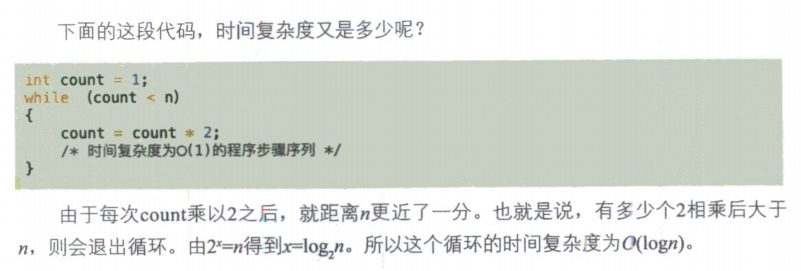 下面的这段代码，时间复杂度又是多少呢？
int count = 1;
while (count < n)
{
count = count * 2;
/* 时间复杂度为O(1)的程序步骤序列 */
}
由于每次count乘以2之后，就距离n更近了一分。也就是说，有多少个2相乘后大于
n，则会退出循环。由2ˣ=n得到x=log₂n。所以这个循环的时间复杂度为O(logn)。